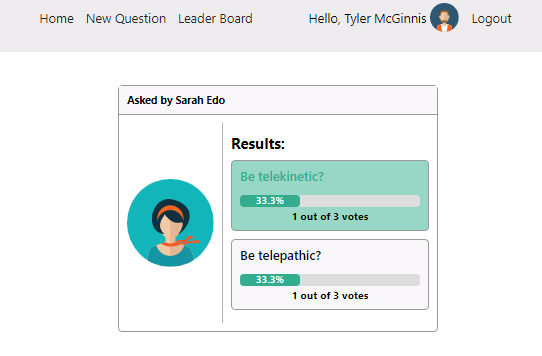 Home New Question Leader Board Hello, Tyler McGinnis Logout
Asked by Sarah Edo
Results:
Be telekinetic?
33.3%
1 out of 3 votes
Be telepathic?
33.3%
1 out of 3 votes